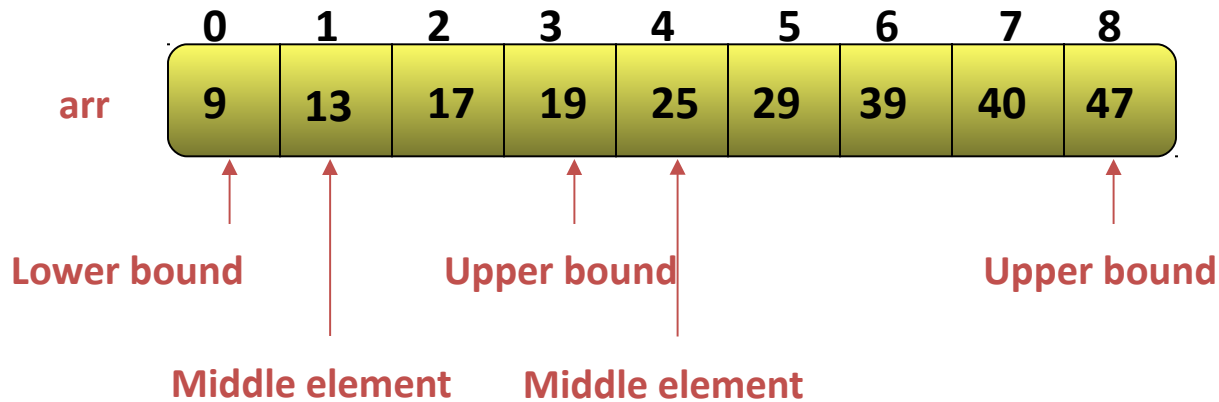 0 1 2 3 4 5 6 7 8
arr 9 13 17 19 25 29 39 40 47
Lower bound Upper bound Upper bound
Middle element Middle element